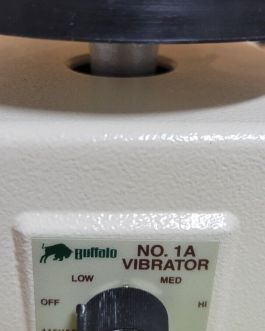 Buffalo
NO. 1A
VIBRATOR
LOW MED
OFF HI